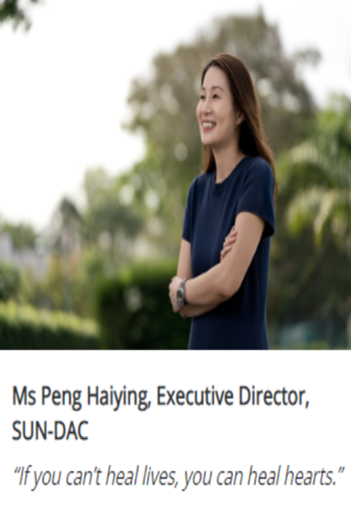 Ms Peng Haiying, Executive Director,
SUN-DAC
“If you can’t heal lives, you can heal hearts.”